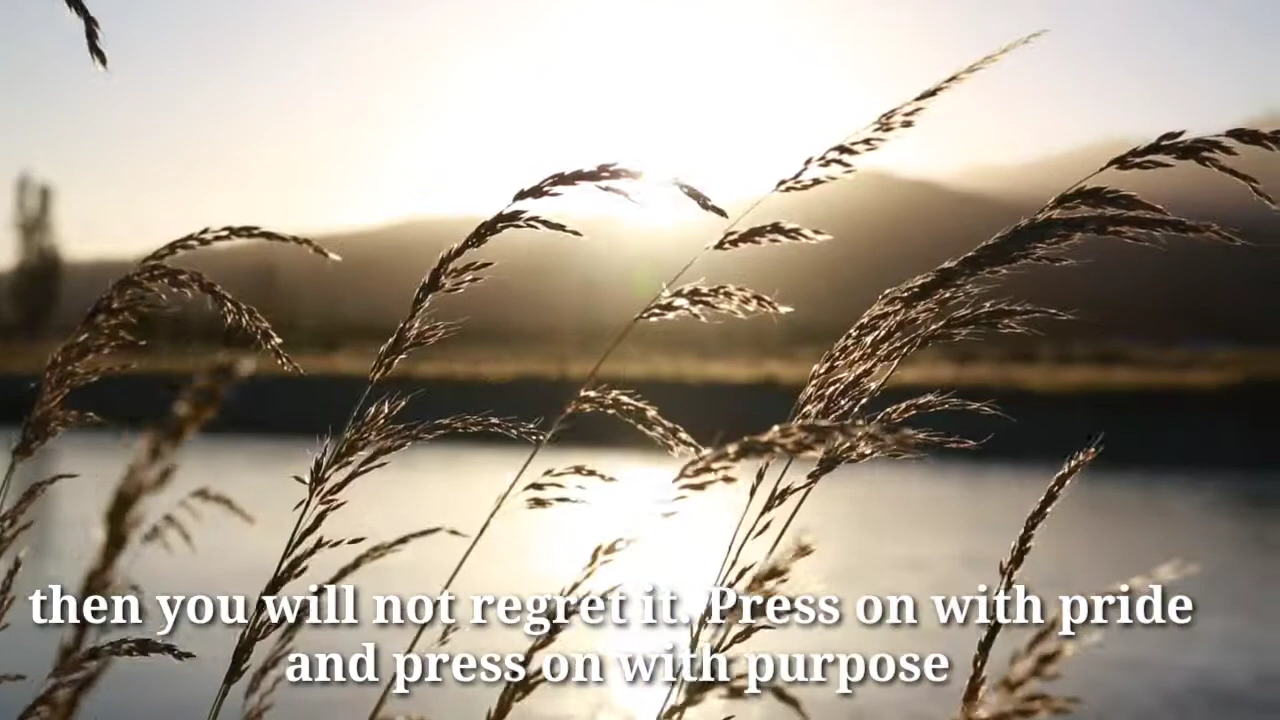 then you will not regret it. Press on with pride
and press on with purpose